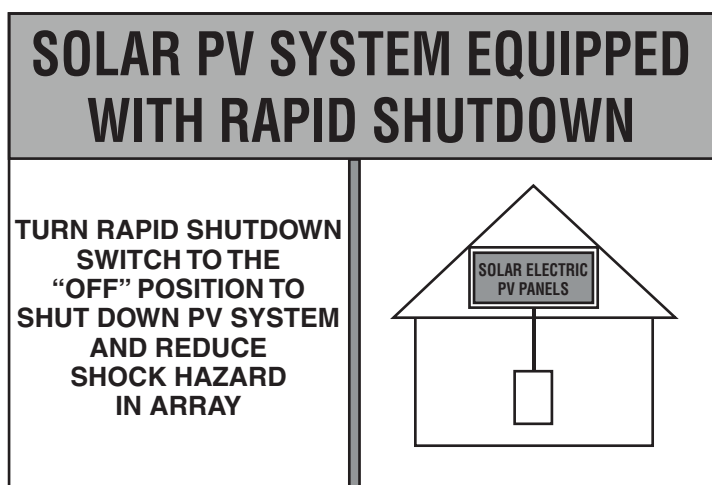 SOLAR PV SYSTEM EQUIPPED
WITH RAPID SHUTDOWN
TURN RAPID SHUTDOWN
SWITCH TO THE
“OFF” POSITION TO
SHUT DOWN PV SYSTEM
AND REDUCE
SHOCK HAZARD
IN ARRAY
SOLAR ELECTRIC
PV PANELS